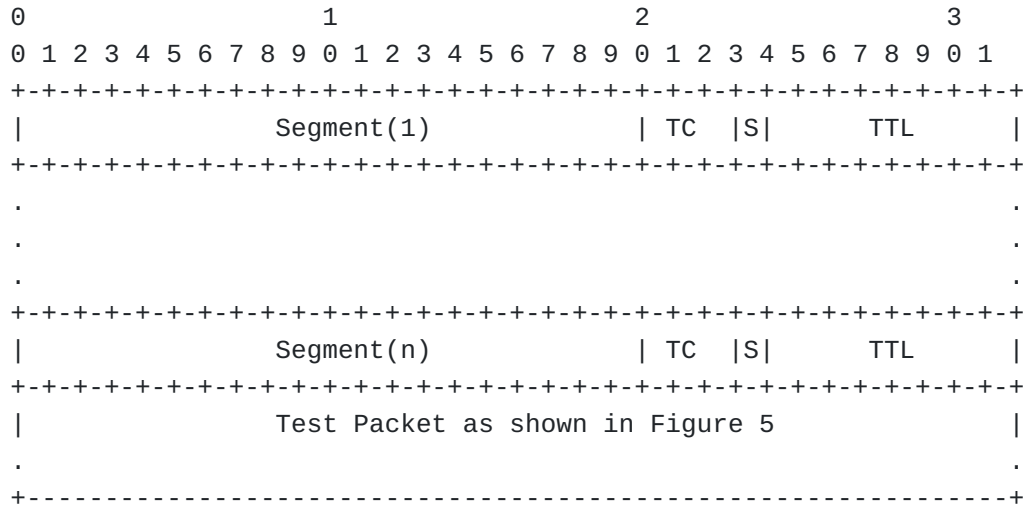 0                   1                   2                   3
0 1 2 3 4 5 6 7 8 9 0 1 2 3 4 5 6 7 8 9 0 1 2 3 4 5 6 7 8 9 0 1
+-+-+-+-+-+-+-+-+-+-+-+-+-+-+-+-+-+-+-+-+-+-+-+-+-+-+-+-+-+-+-+-+
|                Segment(1)             | TC  |S|      TTL      |
+-+-+-+-+-+-+-+-+-+-+-+-+-+-+-+-+-+-+-+-+-+-+-+-+-+-+-+-+-+-+-+-+
.                                                               .
.                                                               .
.                                                               .
+-+-+-+-+-+-+-+-+-+-+-+-+-+-+-+-+-+-+-+-+-+-+-+-+-+-+-+-+-+-+-+-+
|                Segment(n)             | TC  |S|      TTL      |
+-+-+-+-+-+-+-+-+-+-+-+-+-+-+-+-+-+-+-+-+-+-+-+-+-+-+-+-+-+-+-+-+
|                Test Packet as shown in Figure 5               |
.                                                               .
+---------------------------------------------------------------+